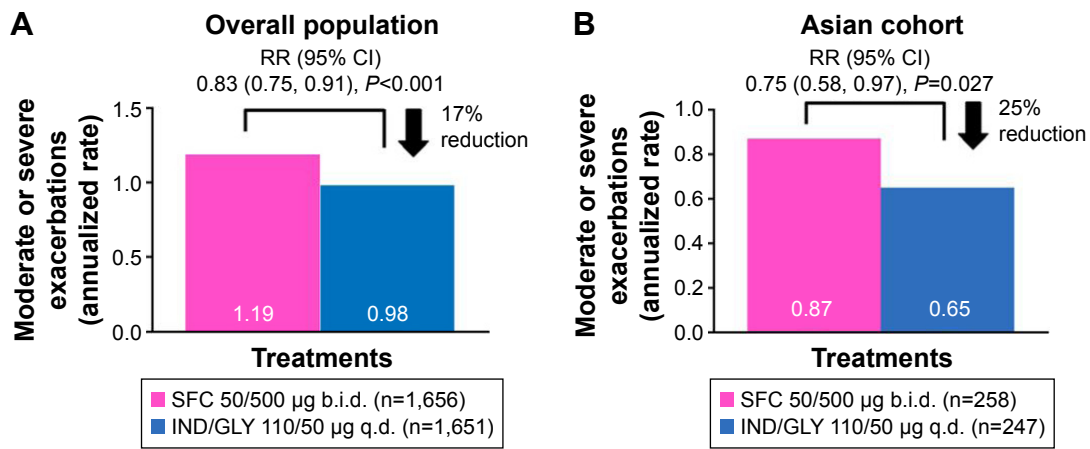 A
Overall population
RR (95% CI)
0.83 (0.75, 0.91), P<0.001
17%
reduction
Moderate or severe
exacerbations
(annualized rate)
1.5
1.0
0.5
0.0
1.19
0.98
Treatments
SFC 50/500 µg b.i.d. (n=1,656)
IND/GLY 110/50 µg q.d. (n=1,651)
B
Asian cohort
RR (95% CI)
0.75 (0.58, 0.97), P=0.027
25%
reduction
Moderate or severe
exacerbations
(annualized rate)
1.0
0.8
0.6
0.4
0.2
0.0
0.87
0.65
Treatments
SFC 50/500 µg b.i.d. (n=258)
IND/GLY 110/50 µg q.d. (n=247)